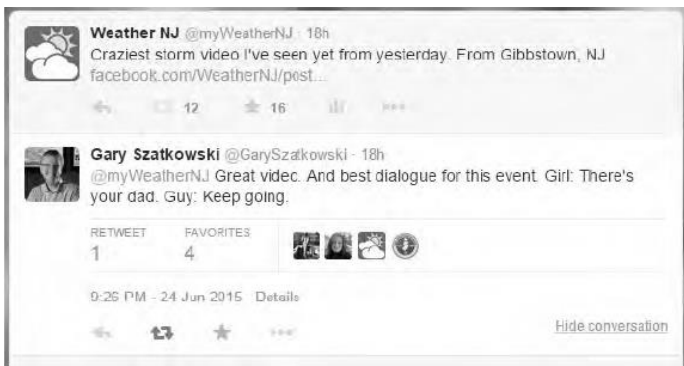 Weather NJ @myWeatherNJ · 18h
Craziest storm video I've seen yet from yesterday. From Gibbstown, NJ
facebook.com/WeatherNJ/post...
12 16
Gary Szatkowski @GarySzatkowski · 18h
@myWeatherNJ Great video. And best dialogue for this event. Girl: There's
your dad. Guy: Keep going.
RETWEET FAVORITES
1 4
9:26 PM - 24 Jun 2015 Details
Hide conversation